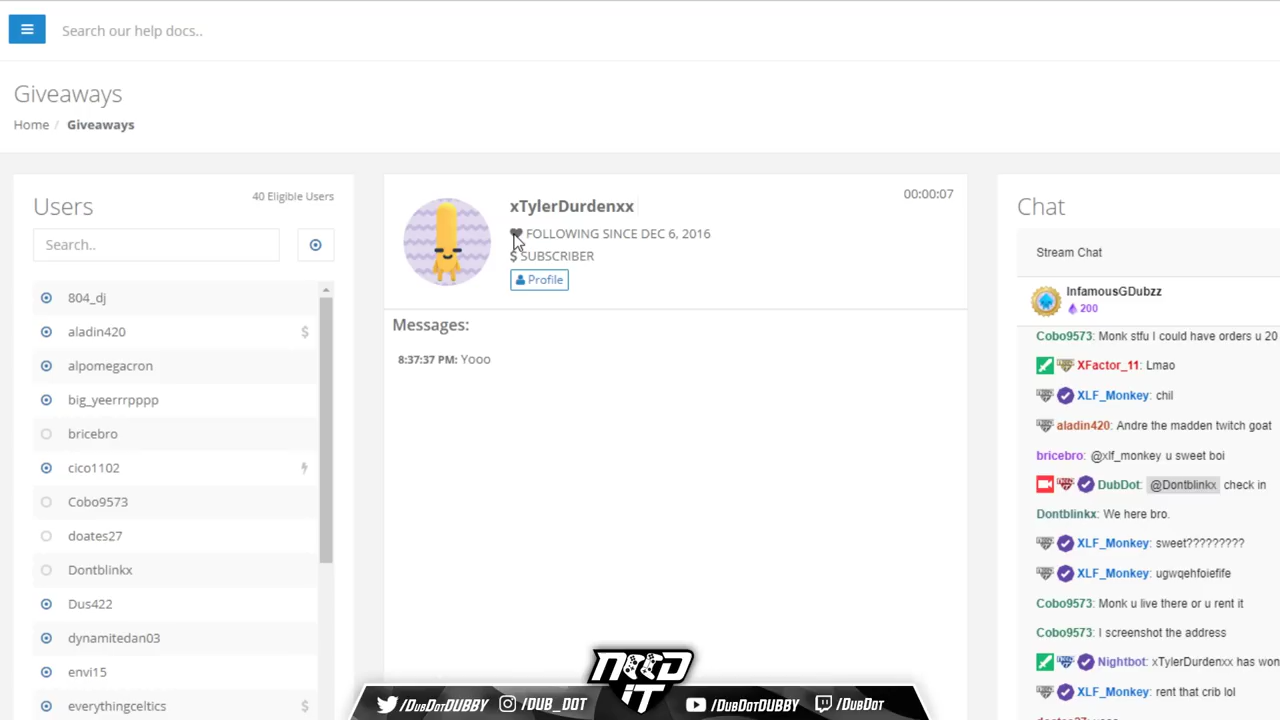 Search our help docs..
Giveaways
Home / Giveaways
Users
40 Eligible Users
Search..
804_dj
aladin420 $
alpomegacron
big_yeerrrpppp
bricebro
cico1102
Cobo9573
doates27
Dontblinkx
Dus422
dynamitedan03
envi15
everythingceltics $
xTylerDurdenxx
00:00:07
FOLLOWING SINCE DEC 6, 2016
$ SUBSCRIBER
Profile
Messages:
8:37:37 PM: Yooo
Chat
Stream Chat
InfamousGDubzz
200
Cobo9573: Monk stfu I could have orders u 20
XFactor_11: Lmao
XLF_Monkey: chil
aladin420: Andre the madden twitch goat
bricebro: @xlf_monkey u sweet boi
DubDot: @Dontblinkx check in
Dontblinkx: We here bro.
XLF_Monkey: sweet?????????
XLF_Monkey: ugwqehfoiefife
Cobo9573: Monk u live there or u rent it
Cobo9573: I screenshot the address
Nightbot: xTylerDurdenxx has won
XLF_Monkey: rent that crib lol
NEED
IT
/DubDotDUBBY /DUB_DOT /DubDotDUBBY /DubDot